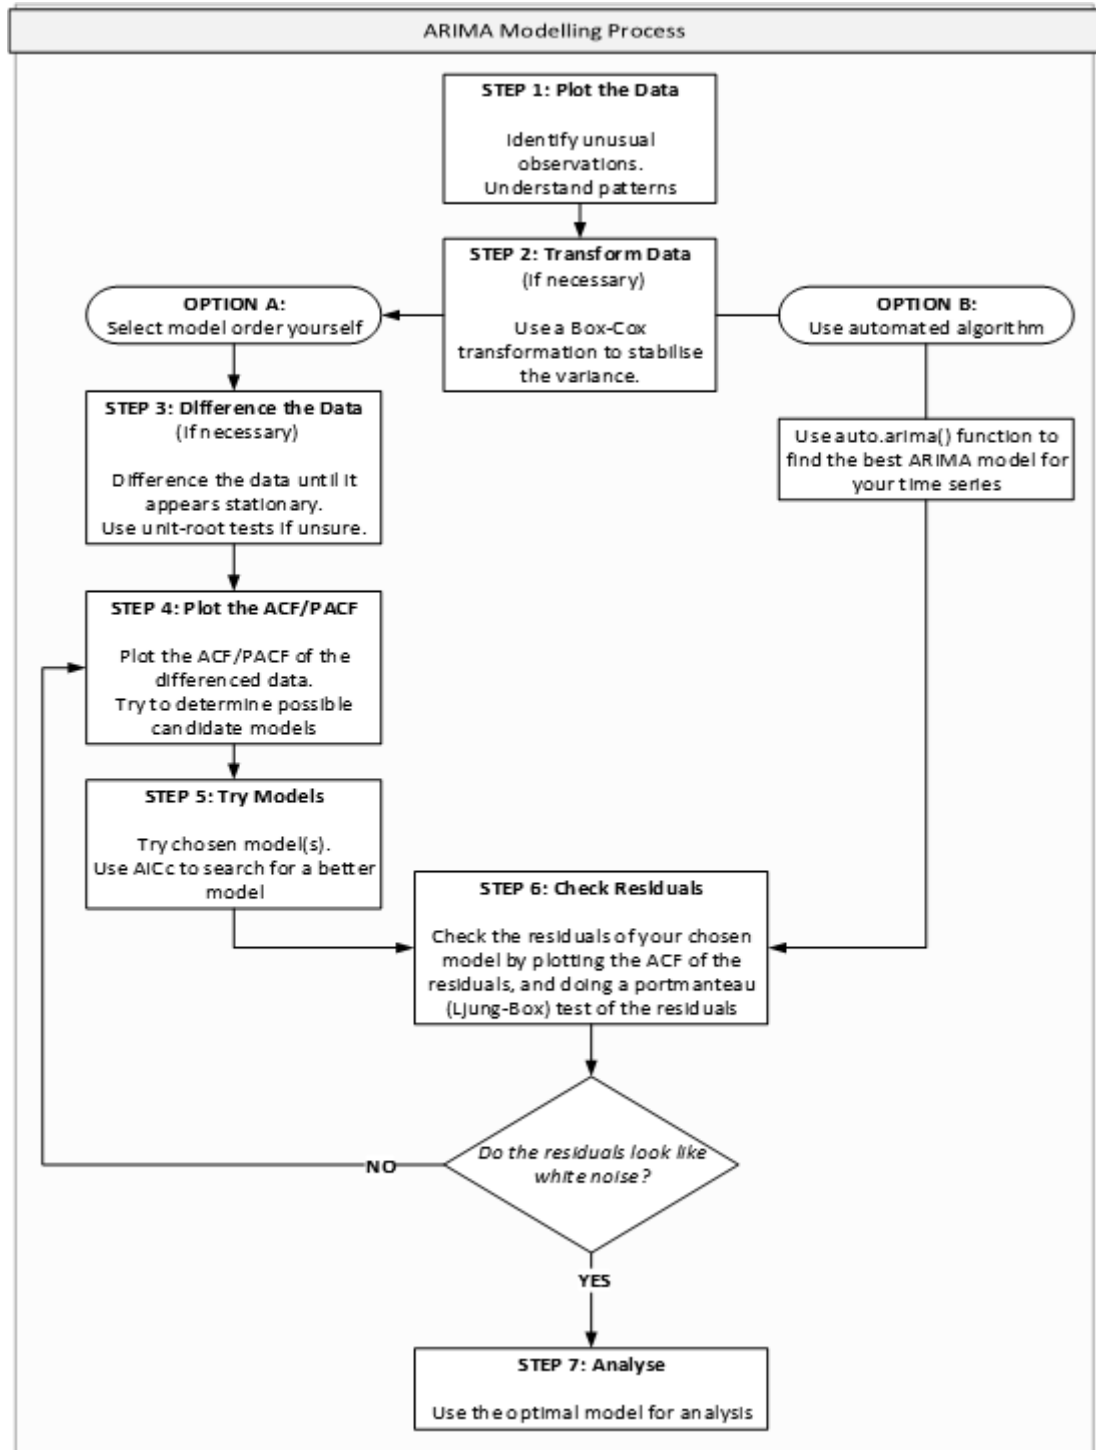 ARIMA Modelling Process
STEP 1: Plot the Data
Identify unusual
observations.
Understand patterns
STEP 2: Transform Data
(If necessary)
Use a Box-Cox
transformation to stabilise
the variance.
OPTION A:
Select model order yourself
OPTION B:
Use automated algorithm
STEP 3: Difference the Data
(If necessary)
Difference the data until it
appears stationary.
Use unit-root tests if unsure.
Use auto.arima() function to
find the best ARIMA model for
your time series
STEP 4: Plot the ACF/PACF
Plot the ACF/PACF of the
differenced data.
Try to determine possible
candidate models
STEP 5: Try Models
Try chosen model(s).
Use AICc to search for a better
model
STEP 6: Check Residuals
Check the residuals of your chosen
model by plotting the ACF of the
residuals, and doing a portmanteau
(Ljung-Box) test of the residuals
Do the residuals look like
white noise?
NO
YES
STEP 7: Analyse
Use the optimal model for analysis